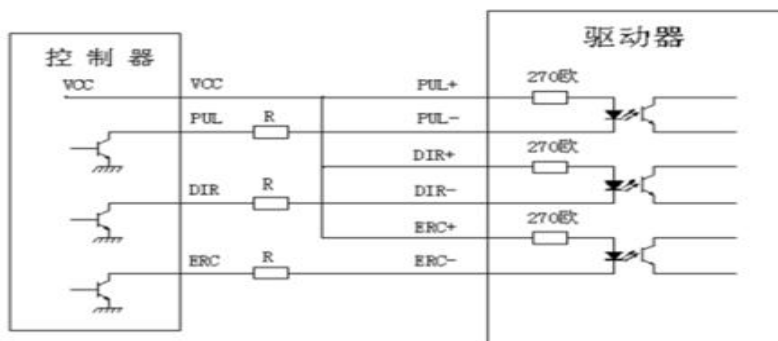 控制器
驱动器
VCC
VCC
PUL+
270欧
PUL
R
PUL-
DIR+
270欧
DIR
R
DIR-
ERC+
270欧
ERC
R
ERC-